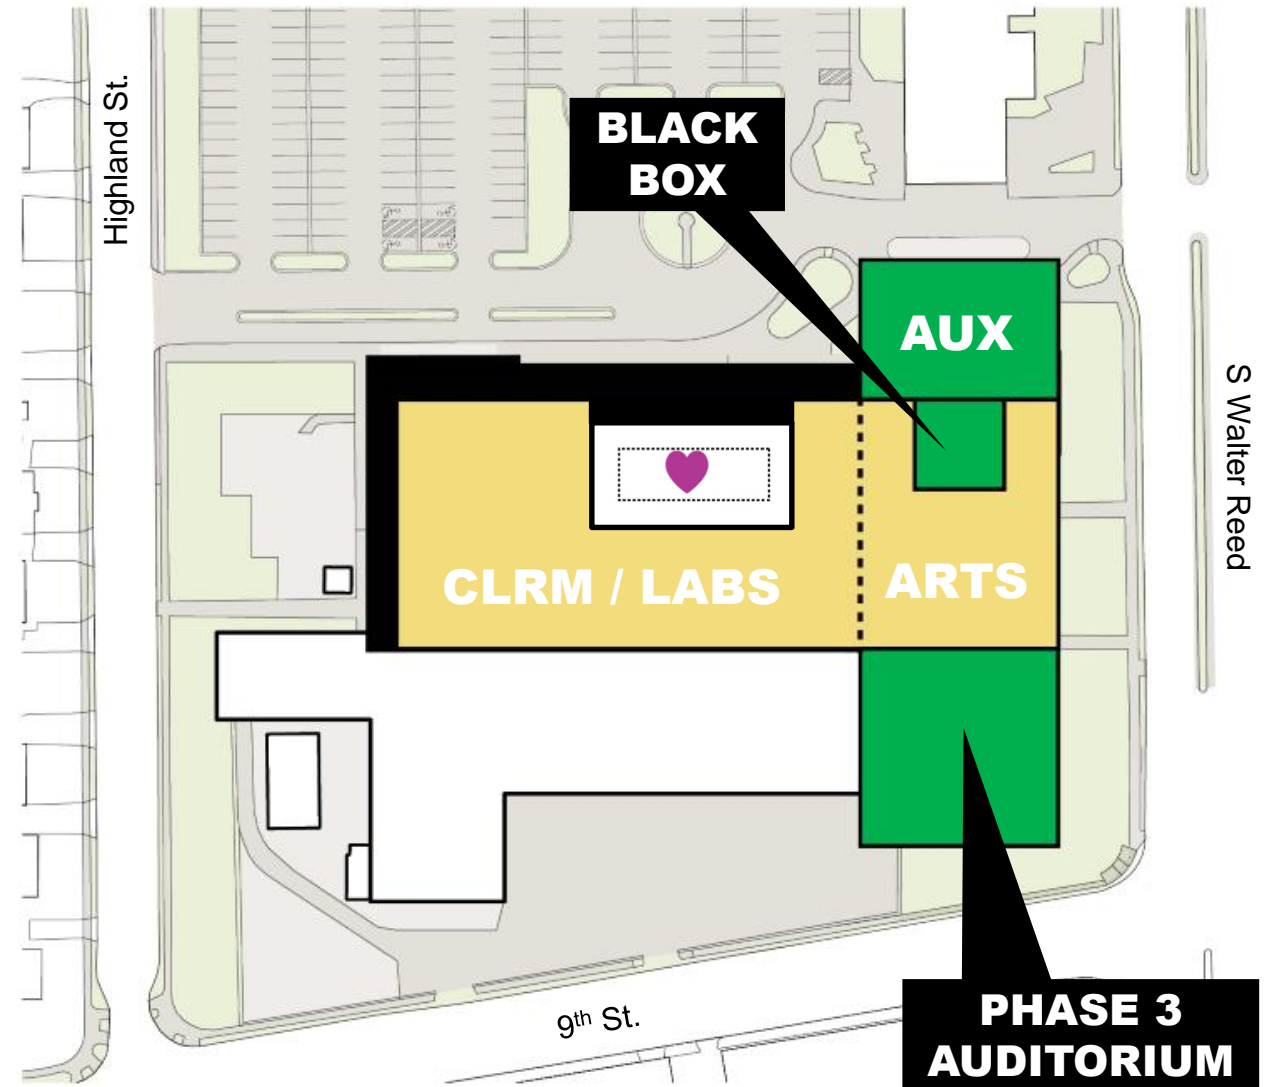 Highland St.
BLACK
BOX
AUX
S Walter Reed
CLRM / LABS
ARTS
9th St.
PHASE 3
AUDITORIUM